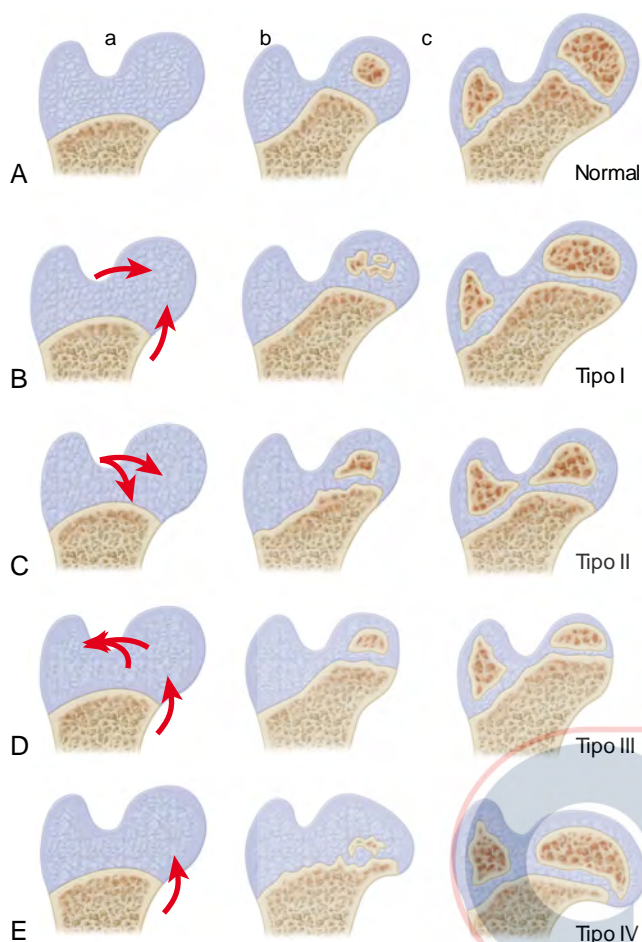 a b c
A Normal
B Tipo I
C Tipo II
D Tipo III
E Tipo IV